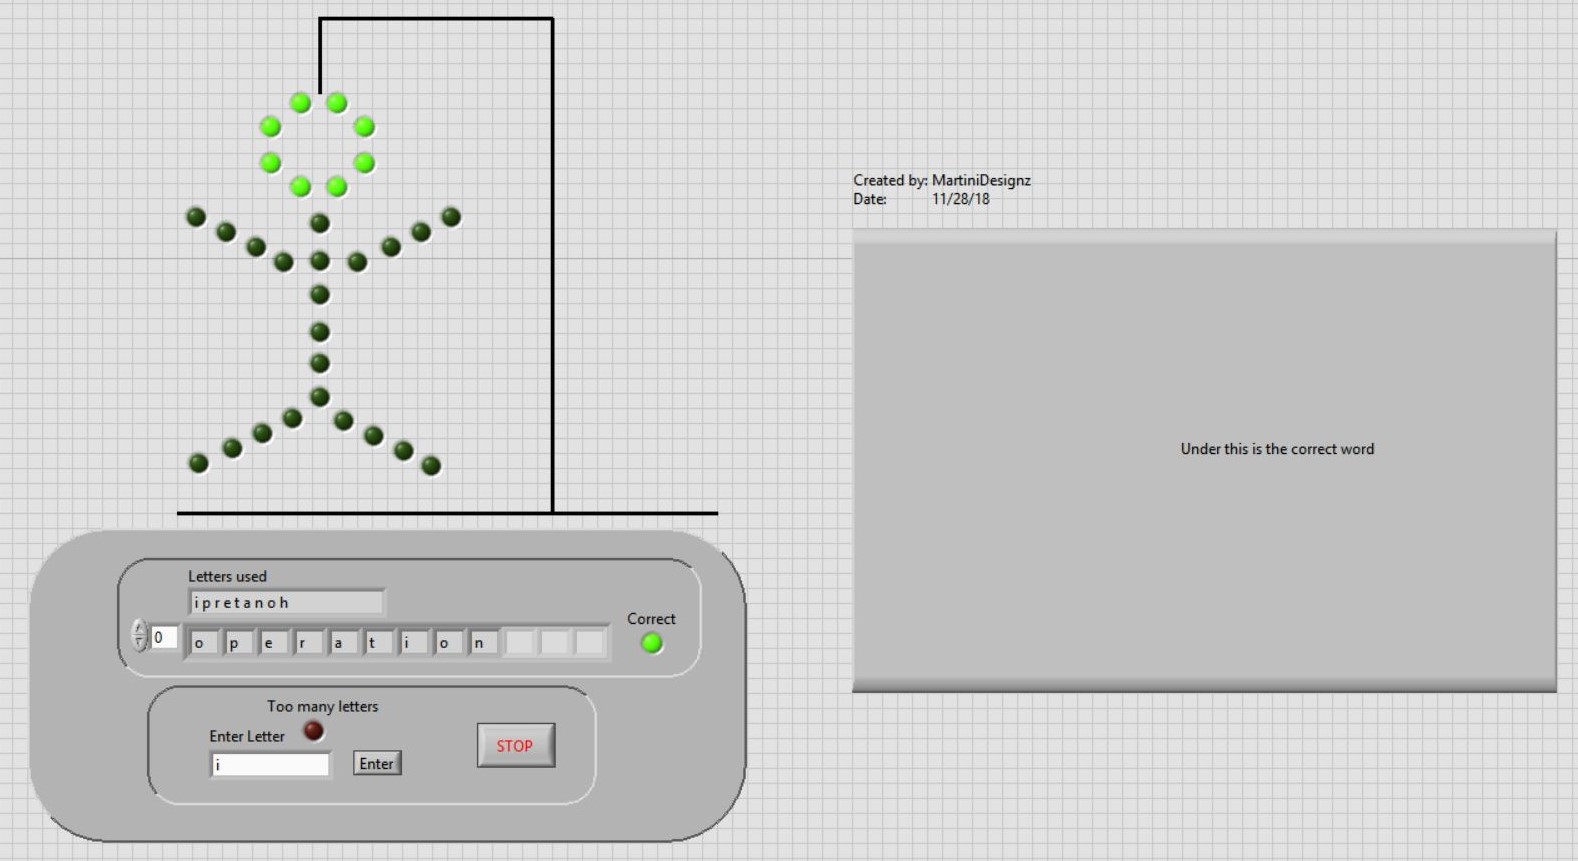 Created by: MartiniDesignz
Date: 11/28/18
Under this is the correct word
Letters used
i p r e t a n o h
Correct
0 o p e r a t i o n
Too many letters
Enter Letter
STOP
i Enter